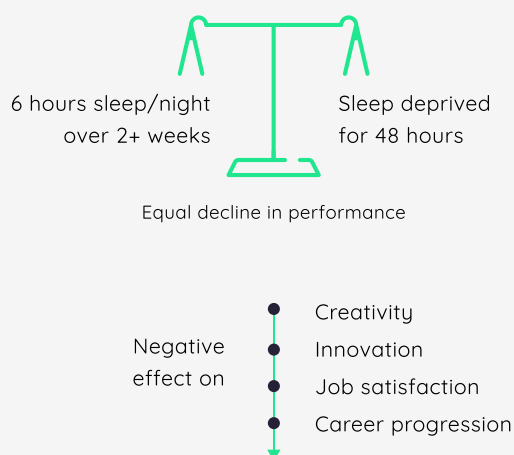 6 hours sleep/night
over 2+ weeks
Sleep deprived
for 48 hours
Equal decline in performance
Negative
effect on
Creativity
Innovation
Job satisfaction
Career progression